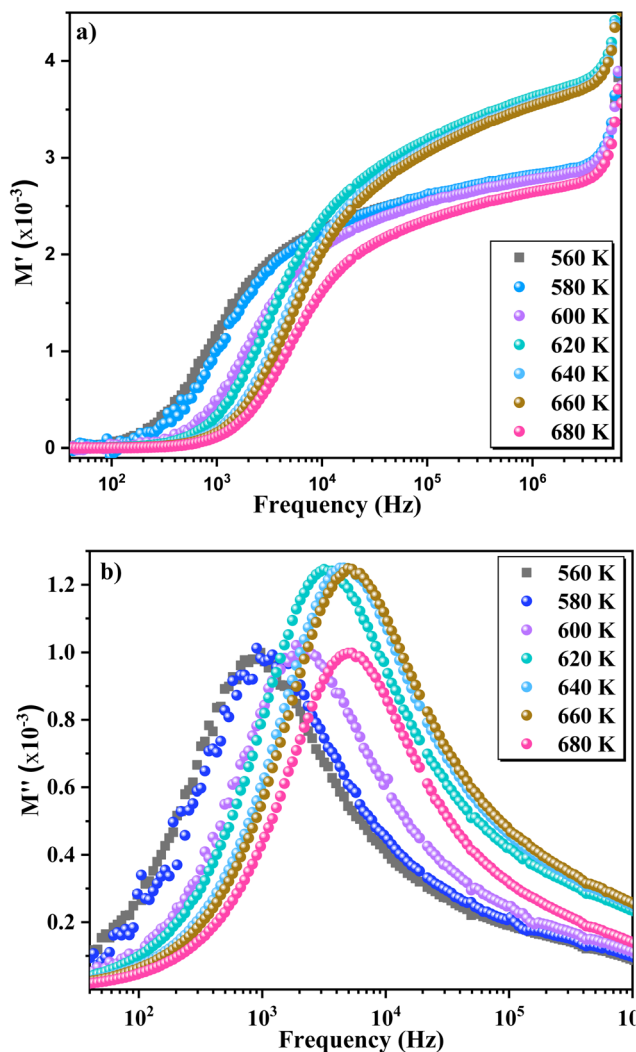 a)
4
3
2
1
0
M' (x10⁻³)
560 K
580 K
600 K
620 K
640 K
660 K
680 K
10² 10³ 10⁴ 10⁵ 10⁶
Frequency (Hz)
b)
1.2
1.0
0.8
0.6
0.4
0.2
M'' (x10⁻³)
560 K
580 K
600 K
620 K
640 K
660 K
680 K
10² 10³ 10⁴ 10⁵ 10
Frequency (Hz)